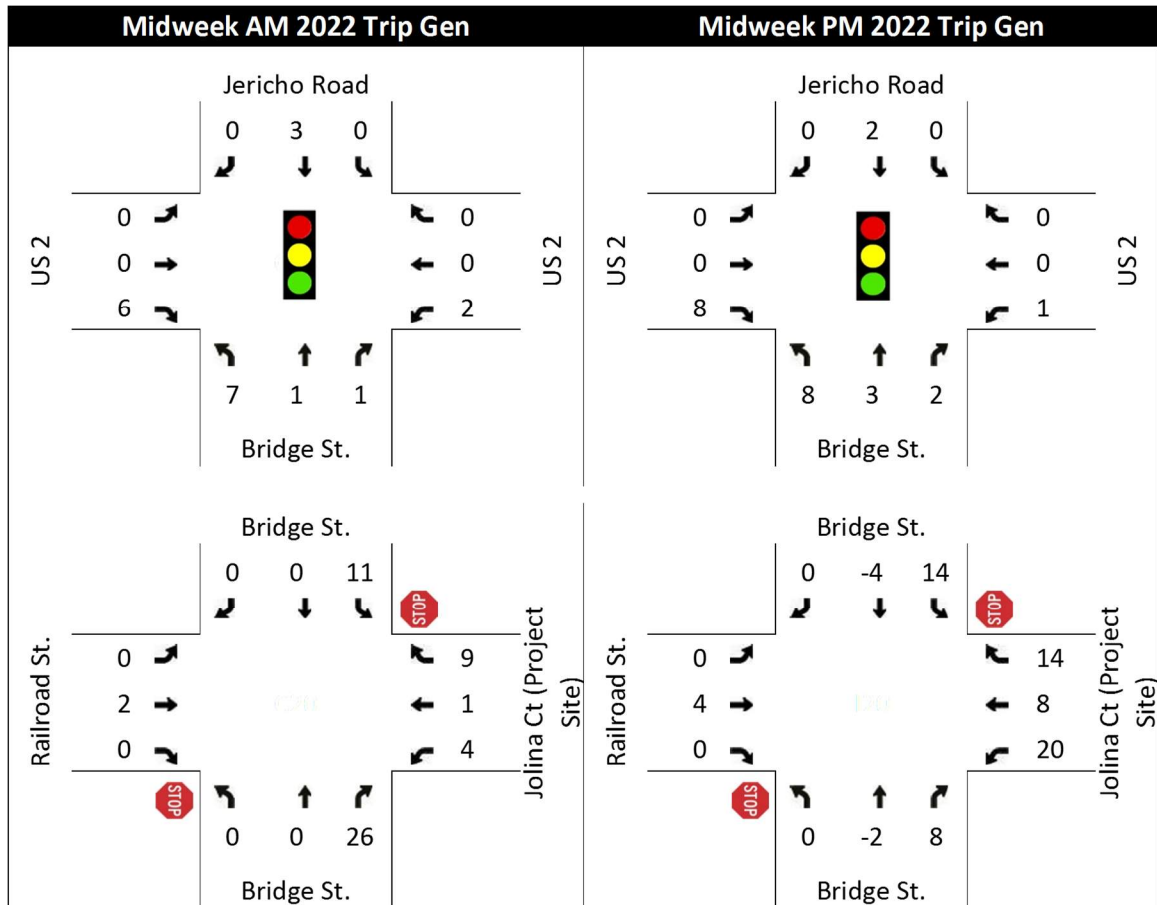 Midweek AM 2022 Trip Gen
Jericho Road
0 3 0
US 2
0
0
6
0
0
2
US 2
7 1 1
Bridge St.
Bridge St.
0 0 11
STOP
Railroad St.
0
2
0
9
1
4
Jolina Ct (Project
Site)
STOP
0 0 26
Bridge St.
Midweek PM 2022 Trip Gen
Jericho Road
0 2 0
US 2
0
0
8
0
0
1
US 2
8 3 2
Bridge St.
Bridge St.
0 -4 14
STOP
Railroad St.
0
4
0
14
8
20
Jolina Ct (Project
Site)
STOP
0 -2 8
Bridge St.